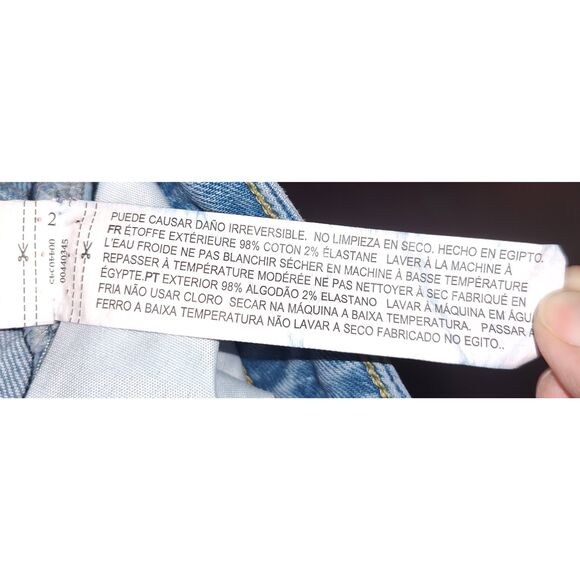 PUEDE CAUSAR DAÑO IRREVERSIBLE. NO LIMPIEZA EN SECO. HECHO EN EGIPTO.
FR ÉTOFFE EXTÉRIEURE 98% COTON 2% ÉLASTANE LAVER À LA MACHINE À
L'EAU FROIDE NE PAS BLANCHIR SÉCHER EN MACHINE À BASSE TEMPÉRATURE
REPASSER À TEMPÉRATURE MODÉRÉE NE PAS NETTOYER À SEC FABRIQUÉ EN
ÉGYPTE.PT EXTERIOR 98% ALGODÃO 2% ELASTANO LAVAR À MÁQUINA EM ÁGUA
FRIA NÃO USAR CLORO SECAR NA MÁQUINA A BAIXA TEMPERATURA. PASSAR A
FERRO A BAIXA TEMPERATURA NÃO LAVAR A SECO FABRICADO NO EGITO..
2
00440345